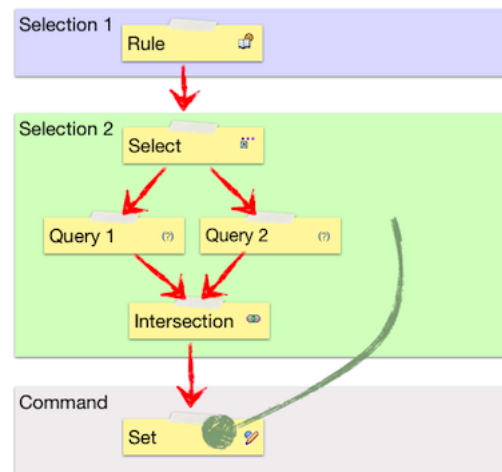 Selection 1
Rule
Selection 2
Select
Query 1 (?)
Query 2 (?)
Intersection
Command
Set